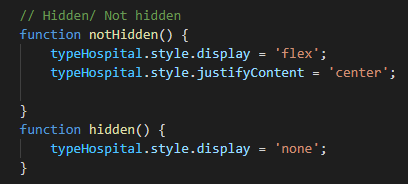 // Hidden/ Not hidden
function notHidden() {
    typeHospital.style.display = 'flex';
    typeHospital.style.justifyContent = 'center';

}
function hidden() {
    typeHospital.style.display = 'none';
}